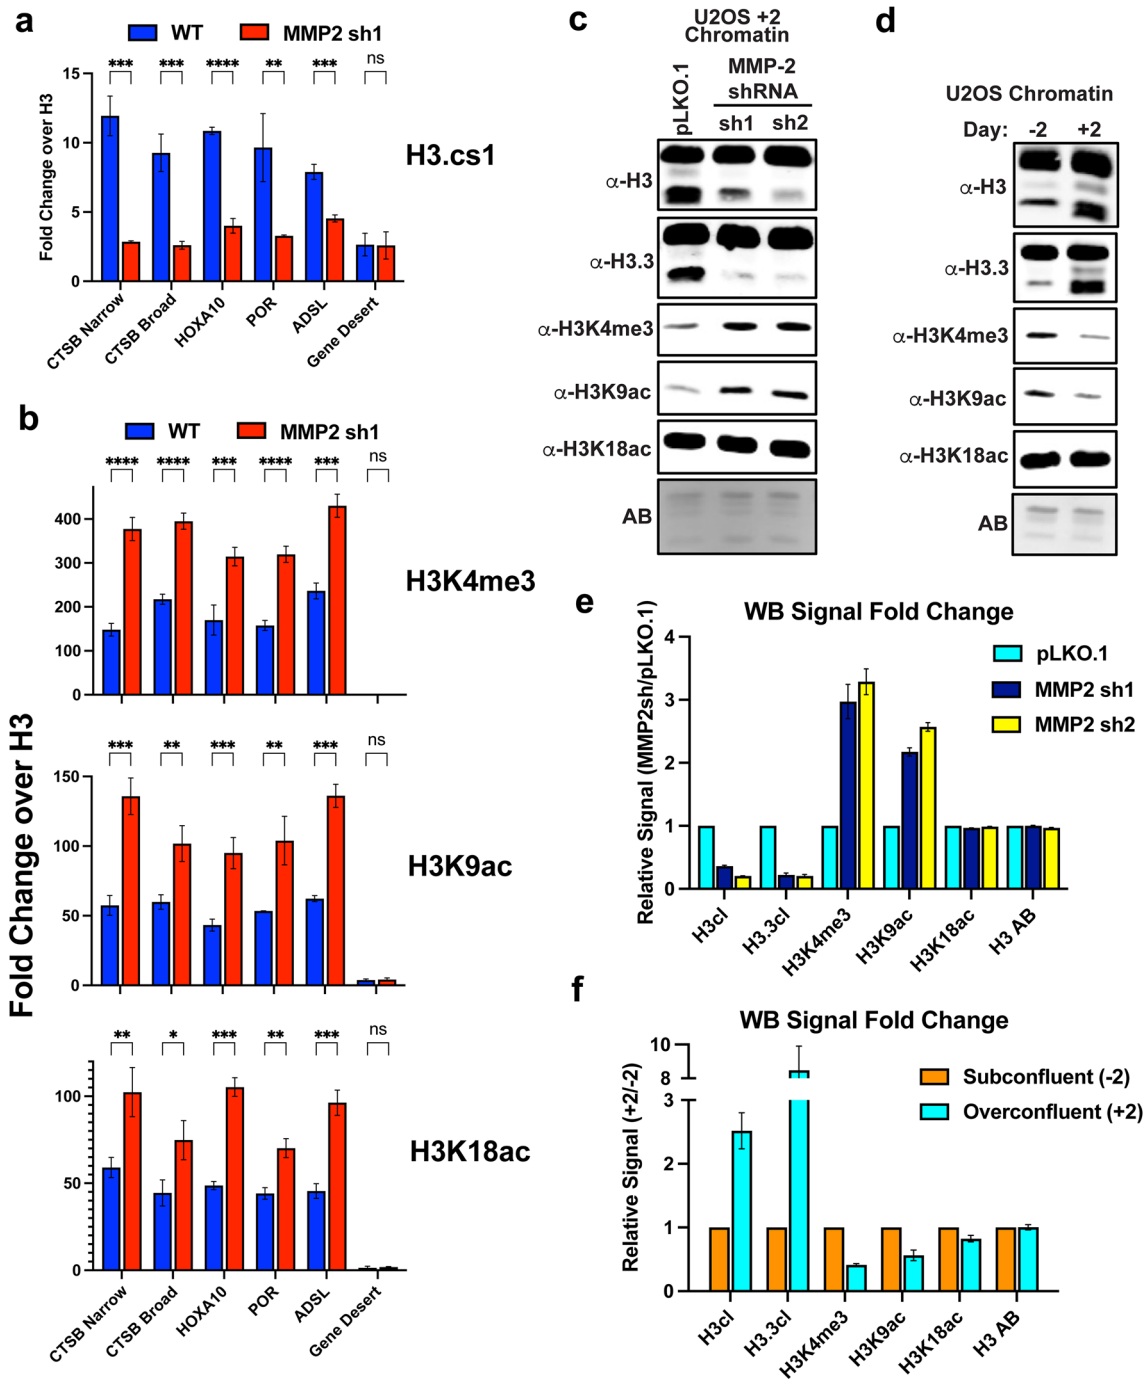 a
WT
MMP2 sh1
*** *** **** ** *** ns
Fold Change over H3
15
10
5
0
H3.cs1
CTSB Narrow
CTSB Broad
HOXA10
POR
ADSL
Gene Desert
b
WT
MMP2 sh1
**** **** *** **** *** ns
400
300
200
100
0
H3K4me3
Fold Change over H3
*** ** *** ** *** ns
150
100
50
0
H3K9ac
** * *** ** *** ns
100
50
0
H3K18ac
CTSB Narrow
CTSB Broad
HOXA10
POR
ADSL
Gene Desert
c
U2OS +2
Chromatin
pLKO.1
MMP-2
shRNA
sh1 sh2
α-H3
α-H3.3
α-H3K4me3
α-H3K9ac
α-H3K18ac
AB
d
U2OS Chromatin
Day: -2 +2
α-H3
α-H3.3
α-H3K4me3
α-H3K9ac
α-H3K18ac
AB
e
WB Signal Fold Change
Relative Signal (MMP2sh/pLKO.1)
4
3
2
1
0
pLKO.1
MMP2 sh1
MMP2 sh2
H3cl
H3.3cl
H3K4me3
H3K9ac
H3K18ac
H3 AB
f
WB Signal Fold Change
Relative Signal (+2/-2)
10
8
3
2
1
0
Subconfluent (-2)
Overconfluent (+2)
H3cl
H3.3cl
H3K4me3
H3K9ac
H3K18ac
H3 AB